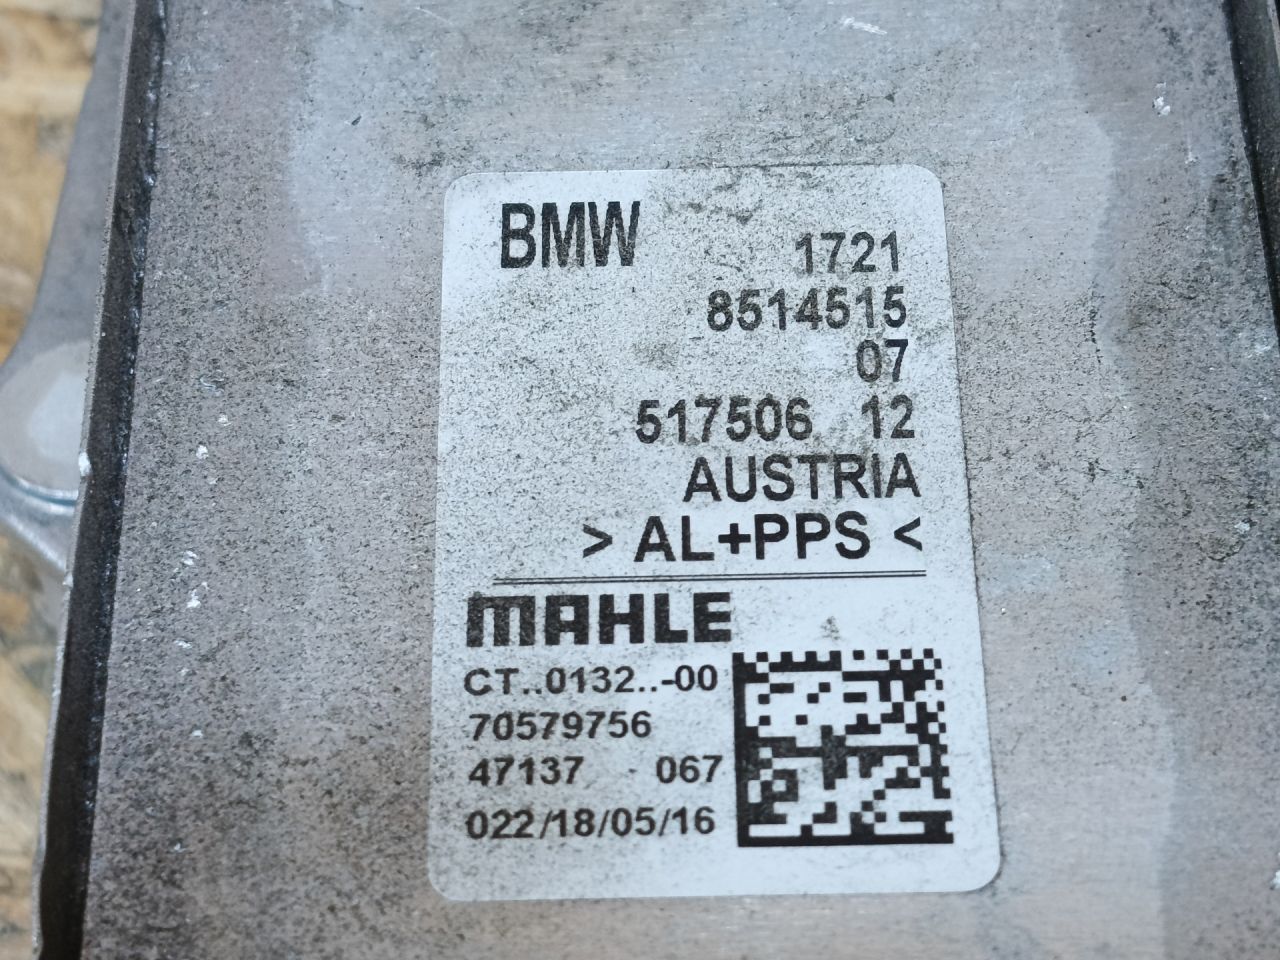 BMW 1721
8514515
07
517506 12
AUSTRIA
> AL+PPS <
MAHLE
CT..0132..-00
70579756
47137 067
022/18/05/16